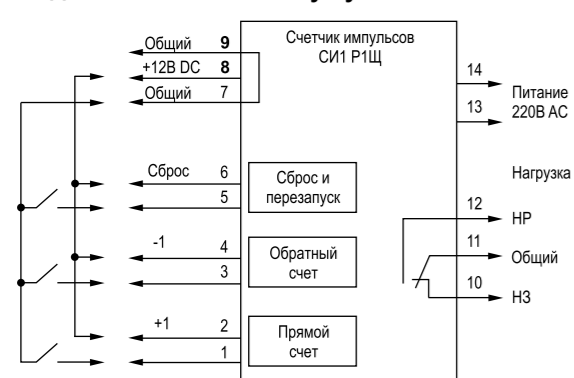 Общий 9
+12В DC 8
Общий 7
Счетчик импульсов
СИ1 Р1Щ
14
13
Питание
220В AC
Сброс 6
5
Сброс и
перезапуск
Нагрузка
12
НР
-1 4
3
Обратный
счет
11
Общий
10
НЗ
+1 2
1
Прямой
счет